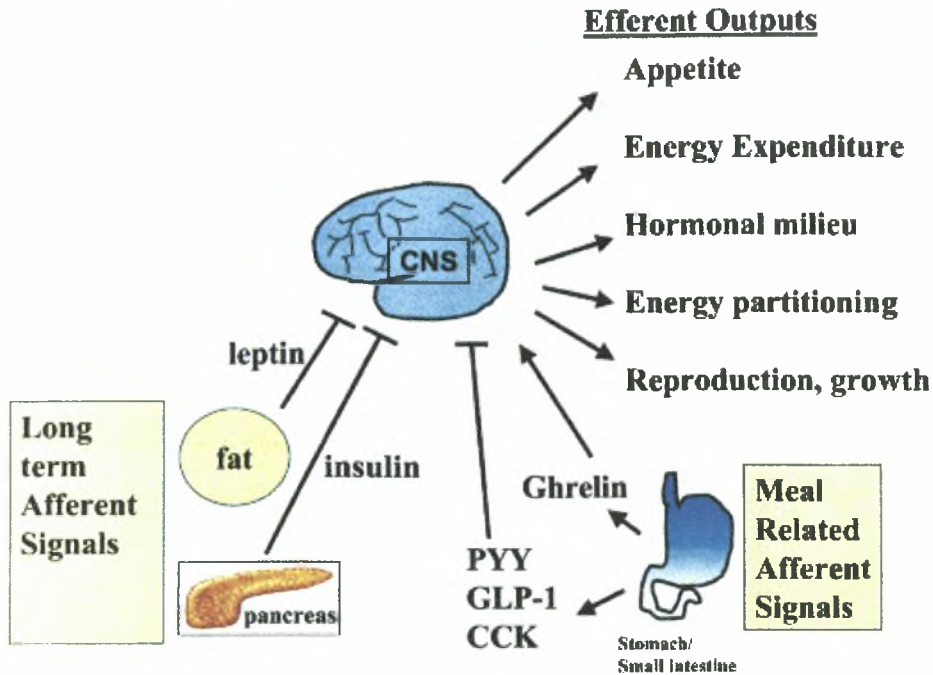 Efferent Outputs
Appetite
Energy Expenditure
Hormonal milieu
Energy partitioning
Reproduction, growth
CNS
leptin
Long
term
Afferent
Signals
fat
insulin
pancreas
Ghrelin
PYY
GLP-1
CCK
Stomach/
Small intestine
Meal
Related
Afferent
Signals